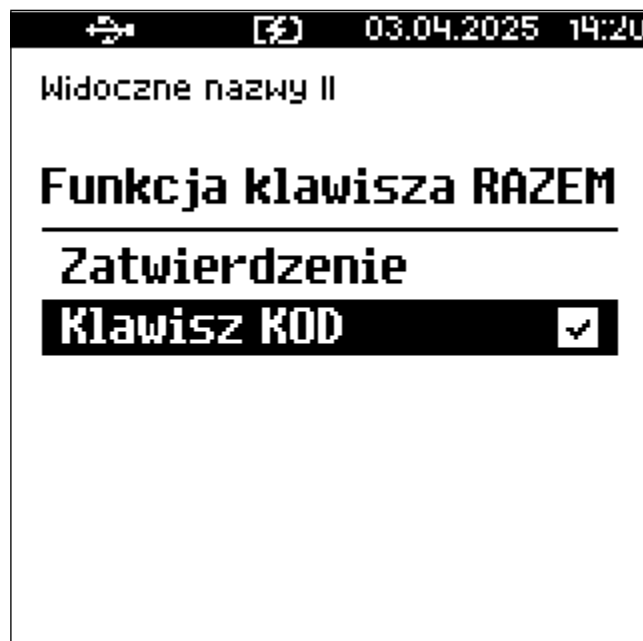 03.04.2025 14:20
Widoczne nazwy II
Funkcja klawisza RAZEM
Zatwierdzenie
Klawisz KOD